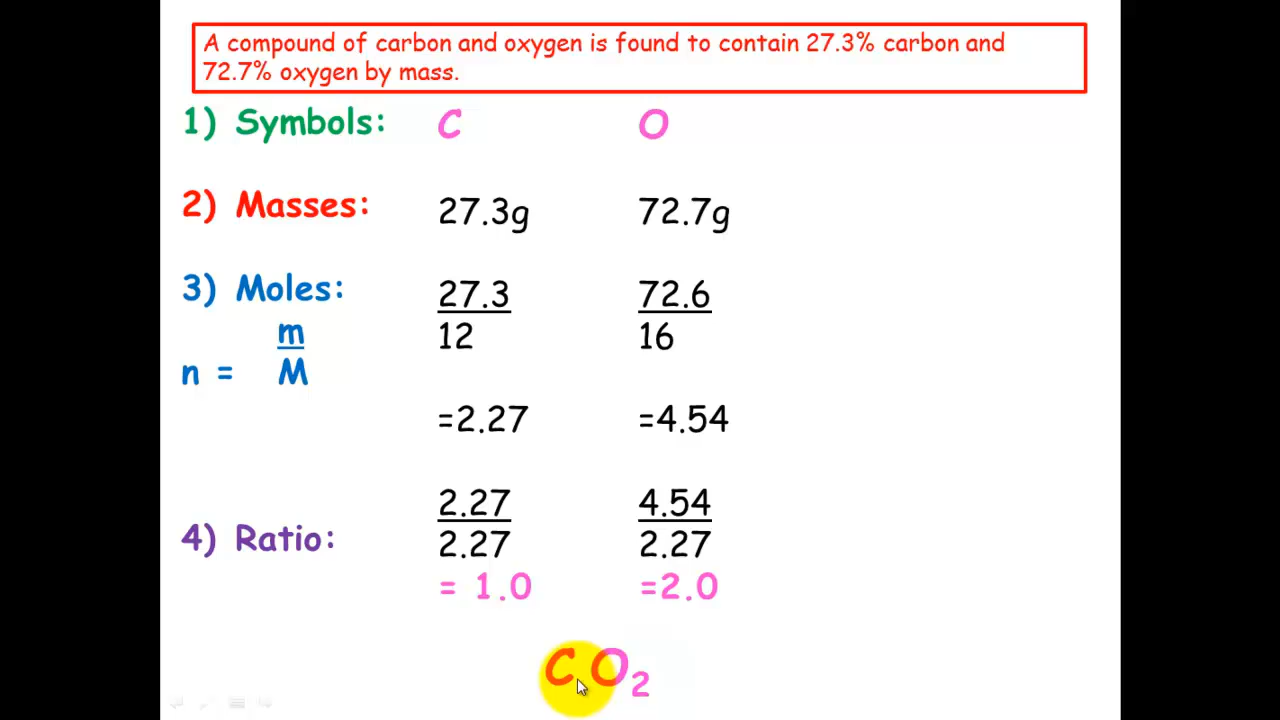 A compound of carbon and oxygen is found to contain 27.3% carbon and
72.7% oxygen by mass.
1) Symbols: C O
2) Masses: 27.3g 72.7g
3) Moles: 27.3 72.6
m 12 16
n = M
=2.27 =4.54
2.27 4.54
4) Ratio: 2.27 2.27
= 1.0 =2.0
CO₂